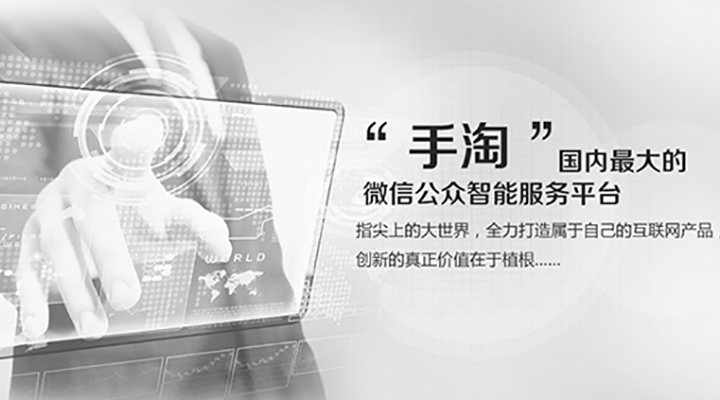 “手淘”国内最大的
微信公众智能服务平台
指尖上的大世界，全力打造属于自己的互联网产品，
创新的真正价值在于植根……
WORLD